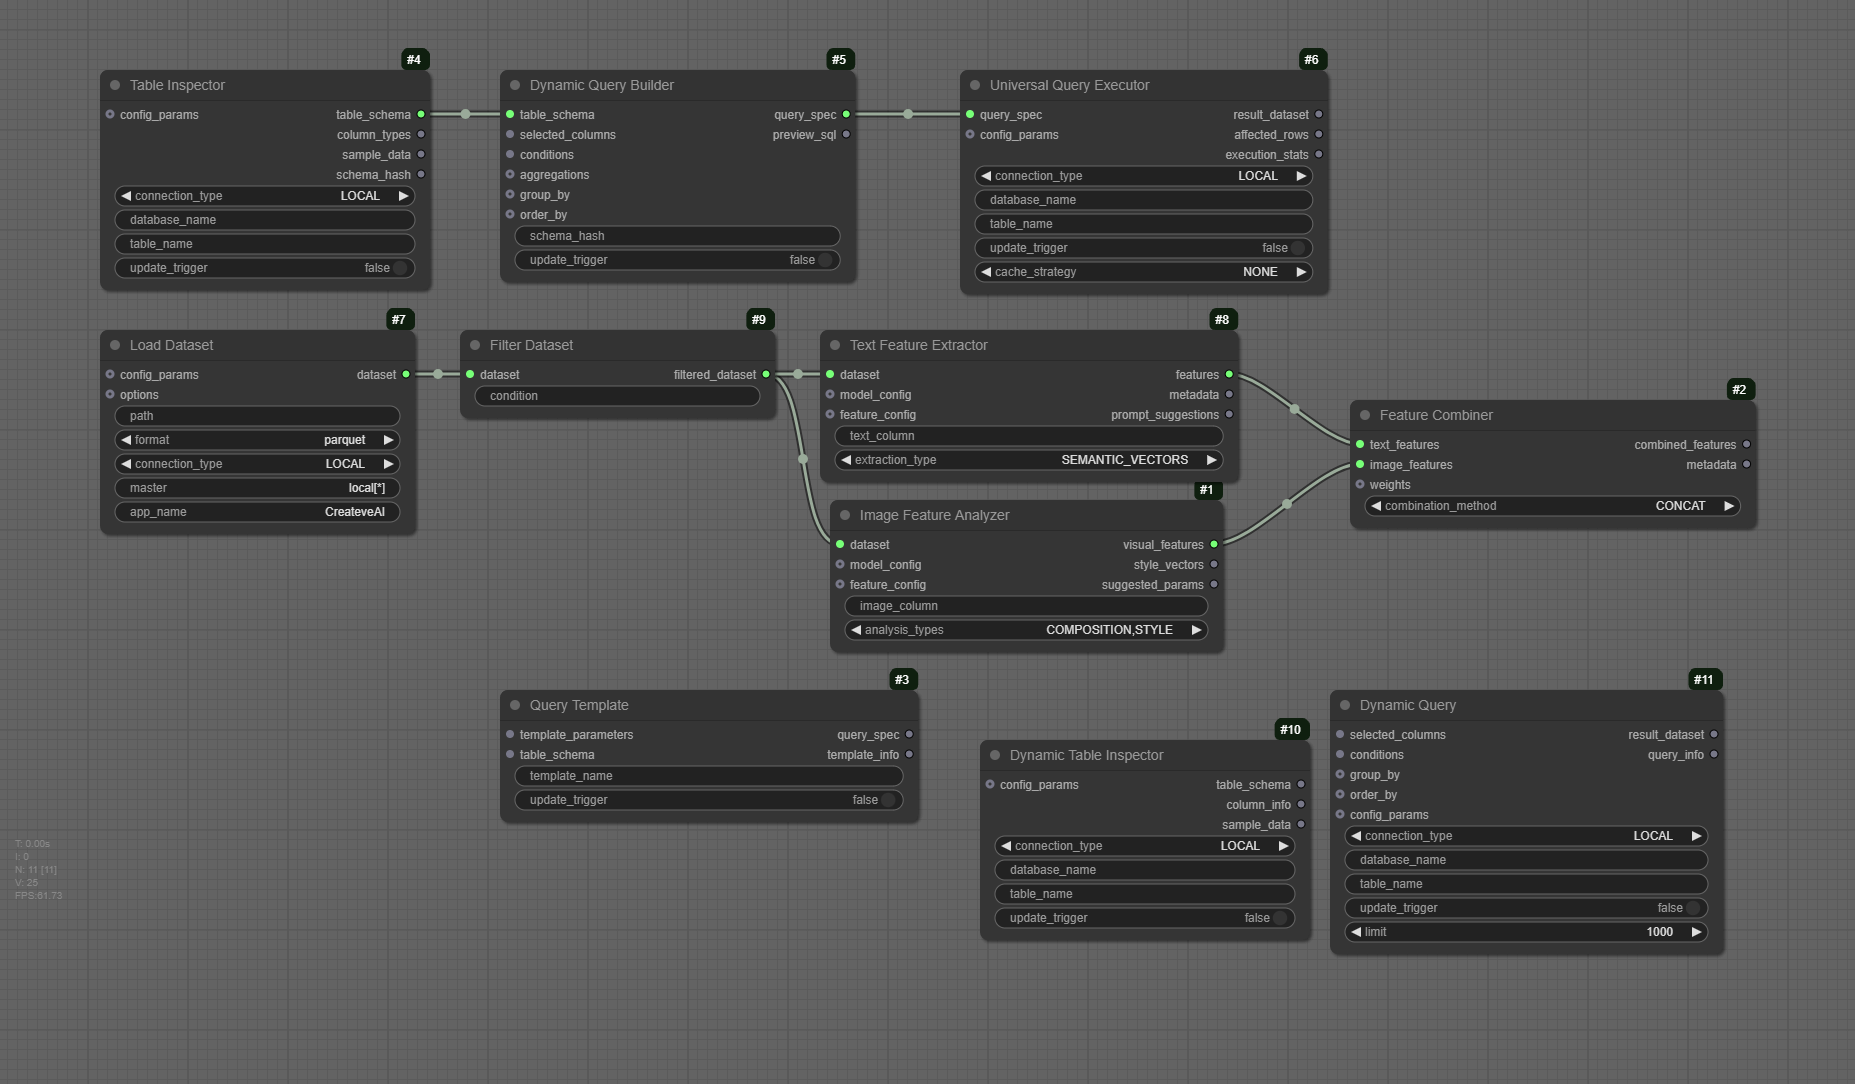 #4
Table Inspector
config_params table_schema
column_types
sample_data
schema_hash
connection_type LOCAL
database_name
table_name
update_trigger false
#5
Dynamic Query Builder
table_schema query_spec
selected_columns preview_sql
conditions
aggregations
group_by
order_by
schema_hash
update_trigger false
#6
Universal Query Executor
query_spec result_dataset
config_params affected_rows
execution_stats
connection_type LOCAL
database_name
table_name
update_trigger false
cache_strategy NONE
#7
Load Dataset
config_params dataset
options
path
format parquet
connection_type LOCAL
master local[*]
app_name CreateveAI
#9
Filter Dataset
dataset filtered_dataset
condition
#8
Text Feature Extractor
dataset features
model_config metadata
feature_config prompt_suggestions
text_column
extraction_type SEMANTIC_VECTORS
#1
Image Feature Analyzer
dataset visual_features
model_config style_vectors
feature_config suggested_params
image_column
analysis_types COMPOSITION,STYLE
#2
Feature Combiner
text_features combined_features
image_features metadata
weights
combination_method CONCAT
#3
Query Template
template_parameters query_spec
table_schema template_info
template_name
update_trigger false
#10
Dynamic Table Inspector
config_params table_schema
column_info
sample_data
connection_type LOCAL
database_name
table_name
update_trigger false
#11
Dynamic Query
selected_columns result_dataset
conditions query_info
group_by
order_by
config_params
connection_type LOCAL
database_name
table_name
update_trigger false
limit 1000
T: 0.00s
I: 0
N: 11 [11]
V: 25
FPS:61.73